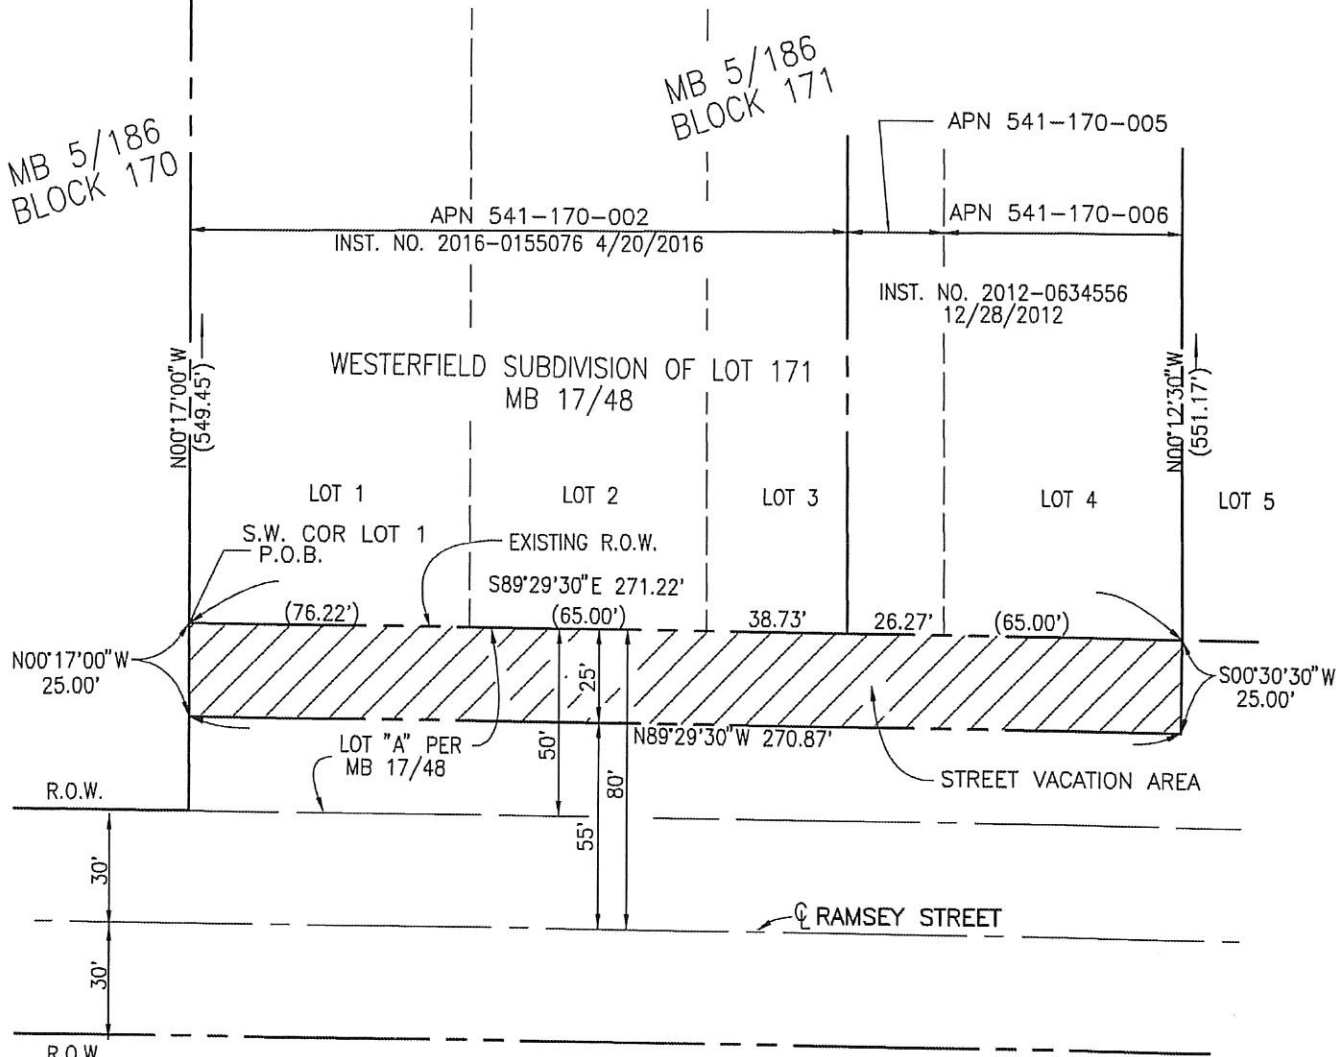 MB 5/186
BLOCK 170
MB 5/186
BLOCK 171
APN 541-170-005
APN 541-170-002
INST. NO. 2016-0155076 4/20/2016
APN 541-170-006
INST. NO. 2012-0634556
12/28/2012
N00°17'00"W
(549.45')
WESTERFIELD SUBDIVISION OF LOT 171
MB 17/48
N00°12'30"W
(551.17')
LOT 1
LOT 2
LOT 3
LOT 4
LOT 5
S.W. COR LOT 1
P.O.B.
EXISTING R.O.W.
S89°29'30"E 271.22'
(76.22')
(65.00')
38.73'
26.27'
(65.00')
N00°17'00"W
25.00'
25'
S00°30'30"W
25.00'
N89°29'30"W 270.87'
LOT "A" PER
MB 17/48
50'
80'
55'
STREET VACATION AREA
R.O.W.
30'
℄ RAMSEY STREET
30'
R.O.W.